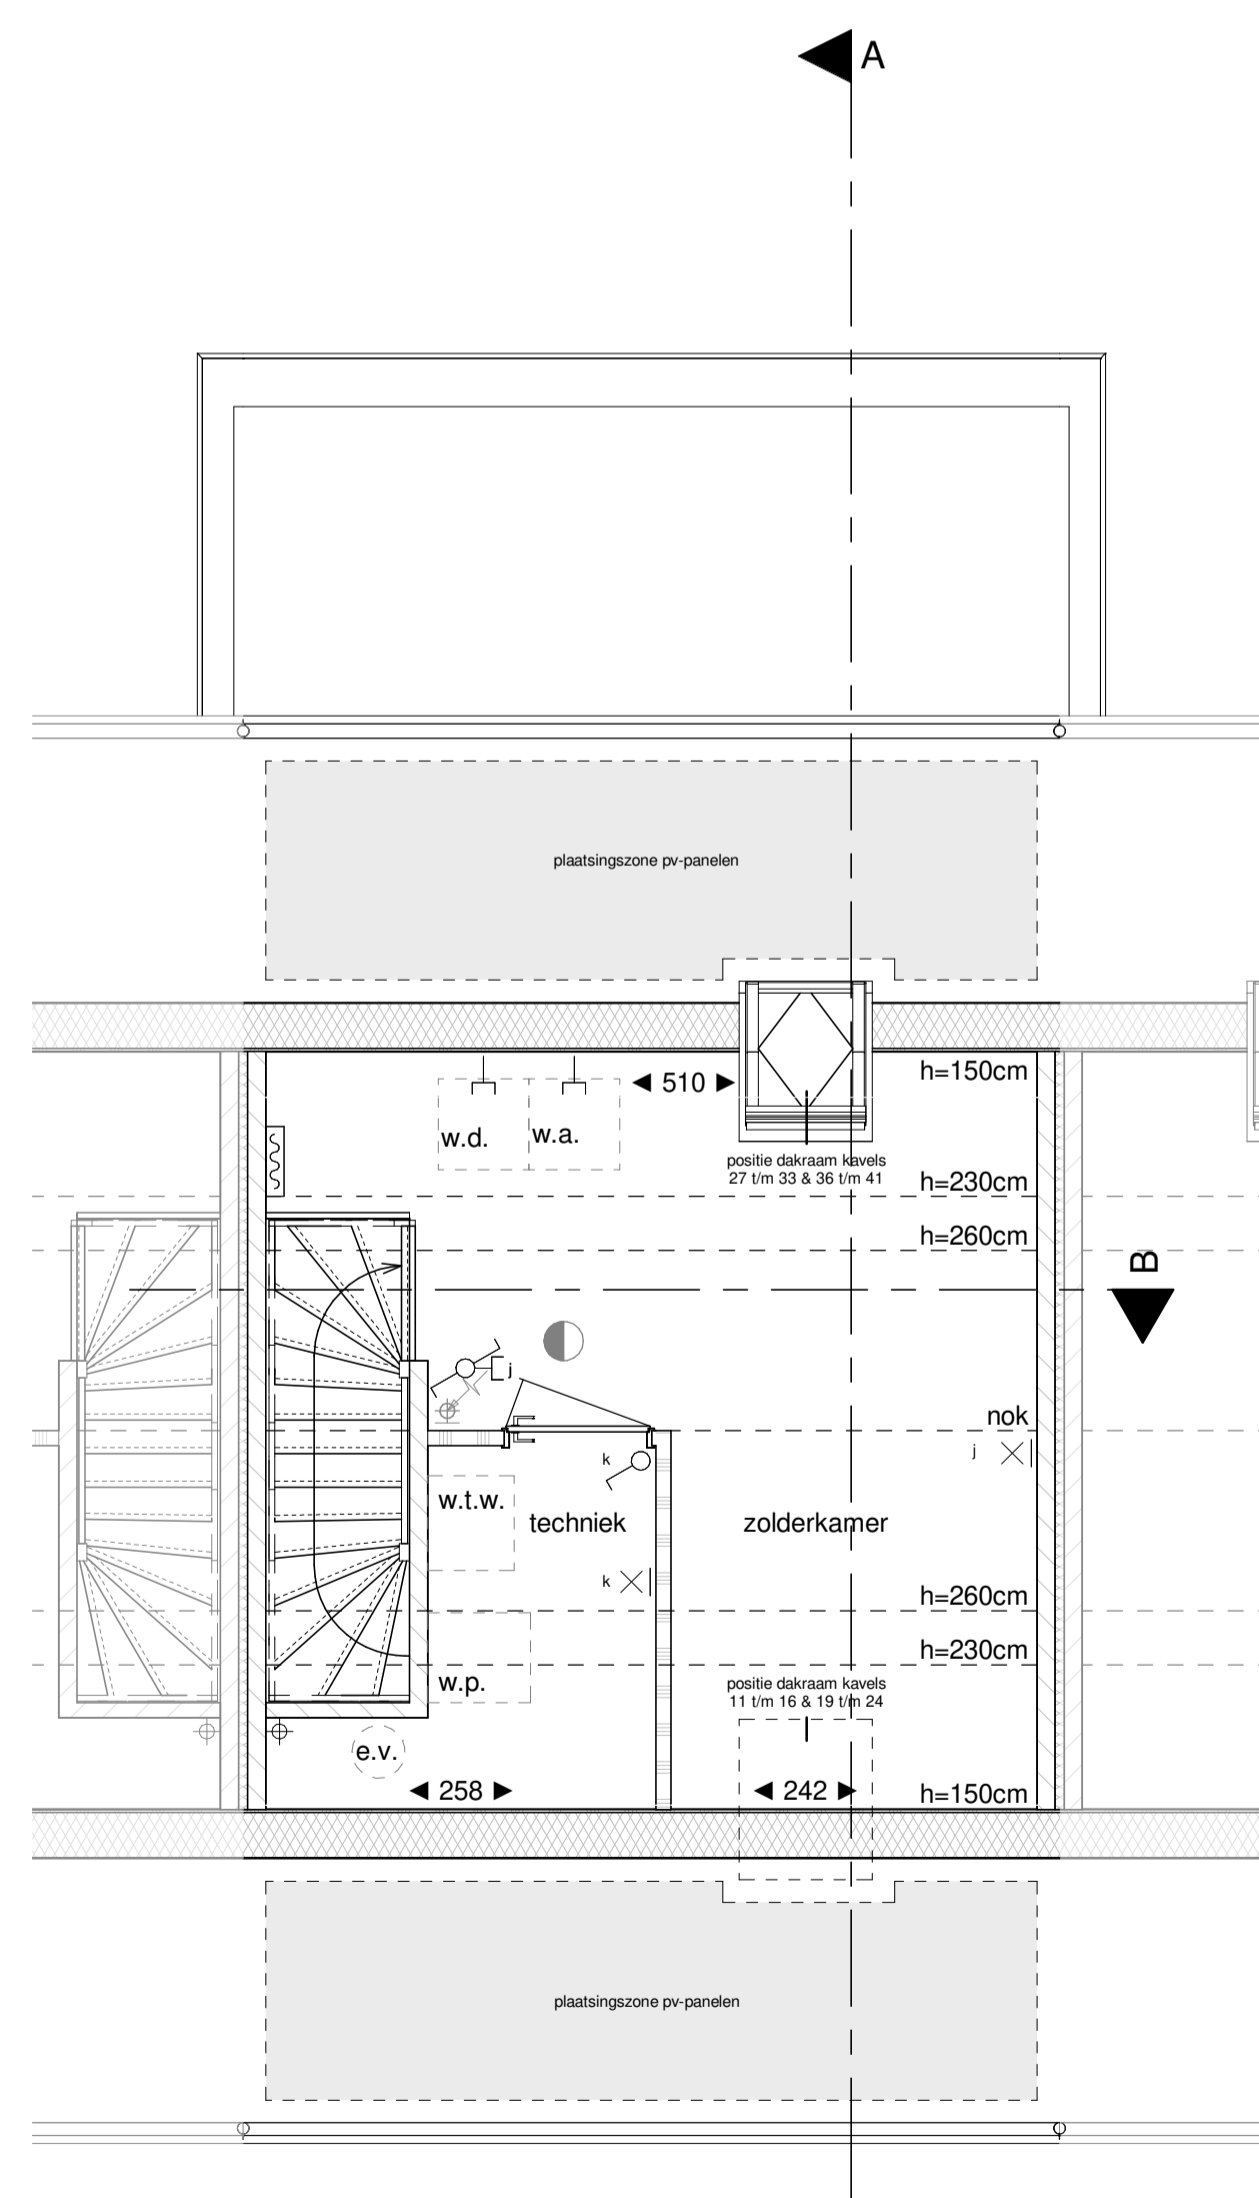 A
plaatsingszone pv-panelen
h=150cm
510
w.d.
w.a.
positie dakraam kavels
27 t/m 33 & 36 t/m 41
h=230cm
h=260cm
B
j
nok
j
k
w.t.w.
techniek
zolderkamer
k
h=260cm
h=230cm
w.p.
positie dakraam kavels
11 t/m 16 & 19 t/m 24
e.v.
258
242
h=150cm
plaatsingszone pv-panelen